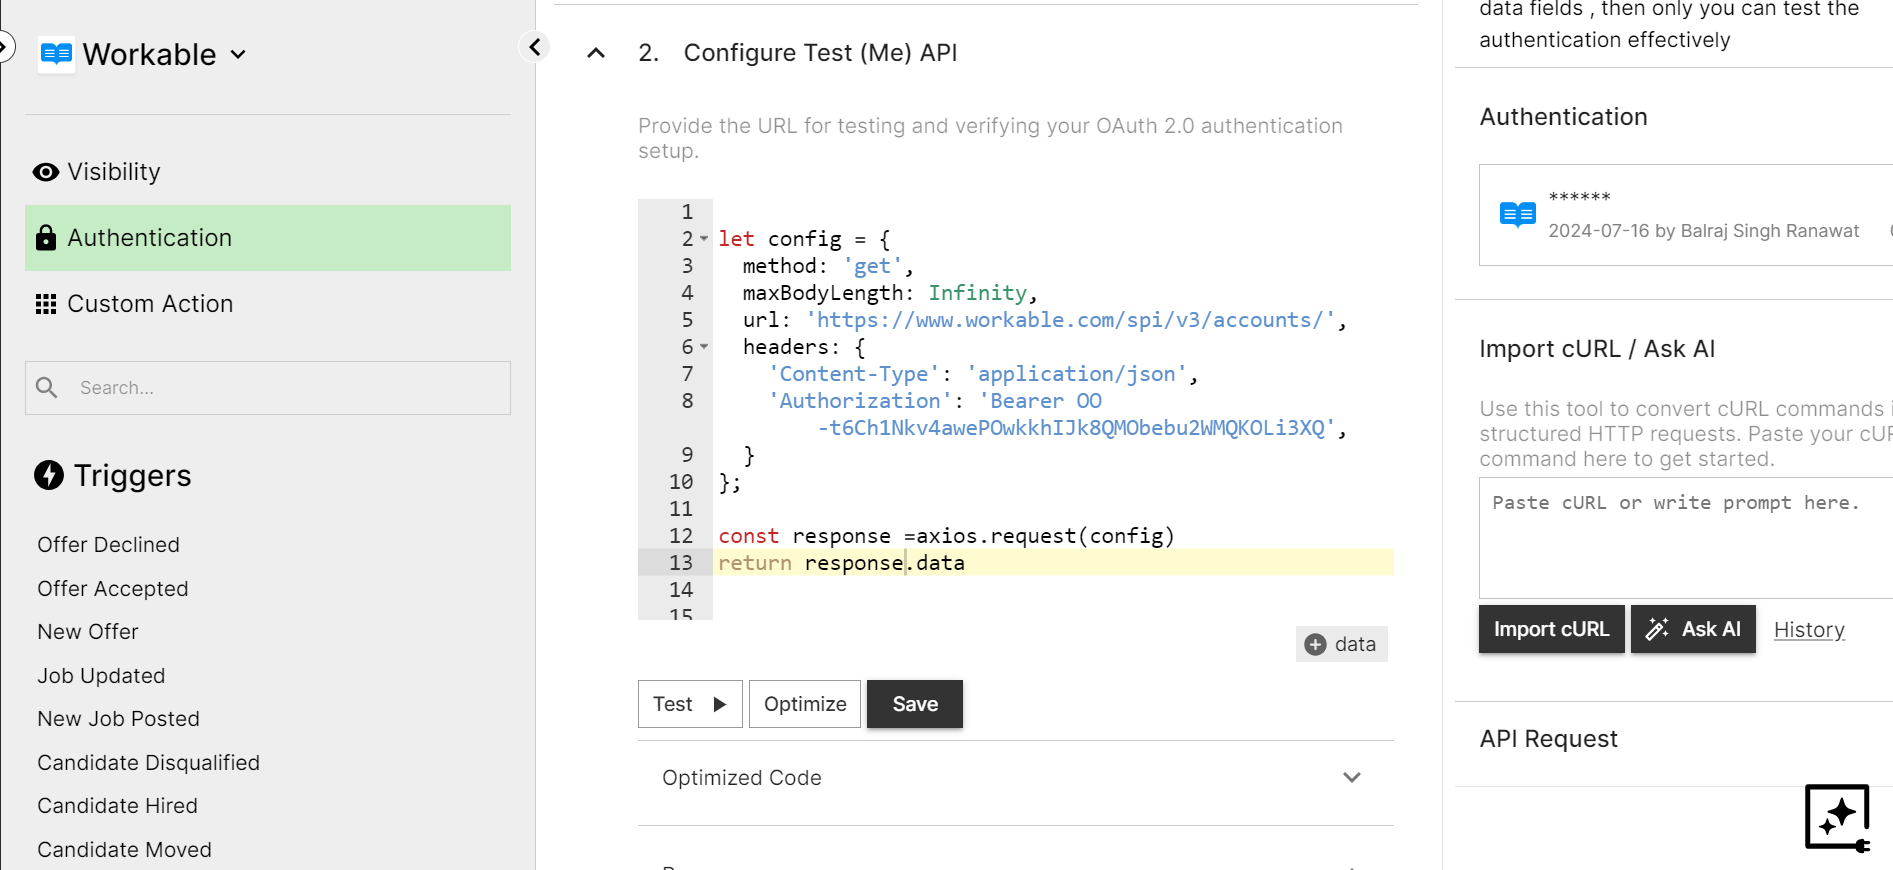 Workable
Visibility
Authentication
Custom Action
Search...
Triggers
Offer Declined
Offer Accepted
New Offer
Job Updated
New Job Posted
Candidate Disqualified
Candidate Hired
Candidate Moved
2. Configure Test (Me) API
Provide the URL for testing and verifying your OAuth 2.0 authentication
setup.
1
2 let config = {
3 method: 'get',
4 maxBodyLength: Infinity,
5 url: 'https://www.workable.com/spi/v3/accounts/',
6 headers: {
7 'Content-Type': 'application/json',
8 'Authorization': 'Bearer OO
-t6Ch1Nkv4awePOwkkhIJk8QMObebu2WMQKOLi3XQ',
9 }
10 };
11
12 const response =axios.request(config)
13 return response.data
14
15
data
Test
Optimize
Save
Optimized Code
data fields , then only you can test the
authentication effectively
Authentication
******
2024-07-16 by Balraj Singh Ranawat
Import cURL / Ask AI
Use this tool to convert cURL commands
structured HTTP requests. Paste your cUR
command here to get started.
Paste cURL or write prompt here.
Import cURL
Ask AI
History
API Request